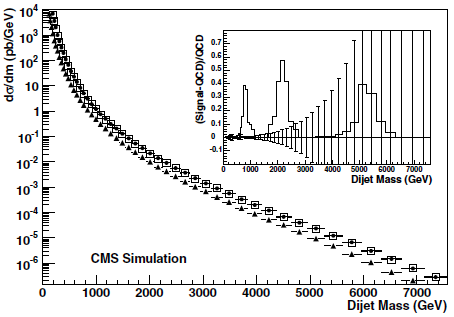 dσ/dm (pb/GeV)
10⁴
10³
10²
10
1
10⁻¹
10⁻²
10⁻³
10⁻⁴
10⁻⁵
10⁻⁶
(Signal-QCD)/QCD
0.7
0.6
0.5
0.4
0.3
0.2
0.1
0
-0.1
0 1000 2000 3000 4000 5000 6000 7000
Dijet Mass (GeV)
CMS Simulation
0 1000 2000 3000 4000 5000 6000 7000
Dijet Mass (GeV)